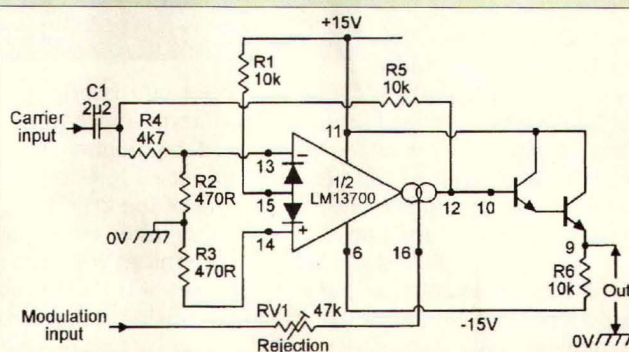 +15V
R1
10k
R5
10k
C1
2μ2
Carrier
input
R4
4k7
11
13
−
1/2
LM13700
R2
470R
15
12
10
0V
14
+
9
R3
470R
6
16
R6
10k
Out
Modulation
input
RV1
47k
-15V
Rejection
0V